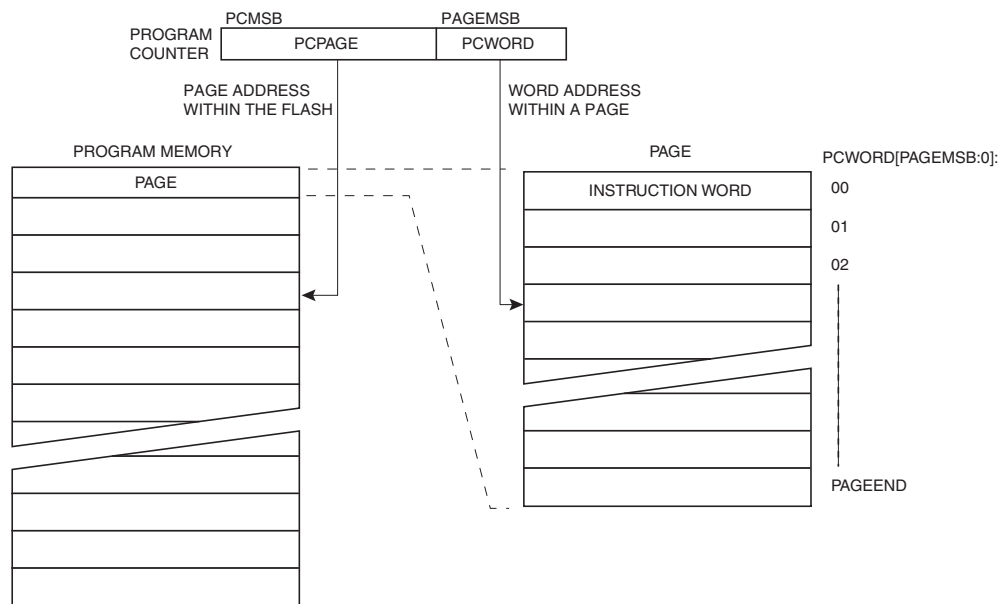 PCMSB PAGEMSB
PROGRAM
COUNTER
PCPAGE PCWORD
PAGE ADDRESS
WITHIN THE FLASH
WORD ADDRESS
WITHIN A PAGE
PROGRAM MEMORY
PAGE
PAGE
INSTRUCTION WORD
PCWORD[PAGEMSB:0]:
00
01
02
PAGEEND